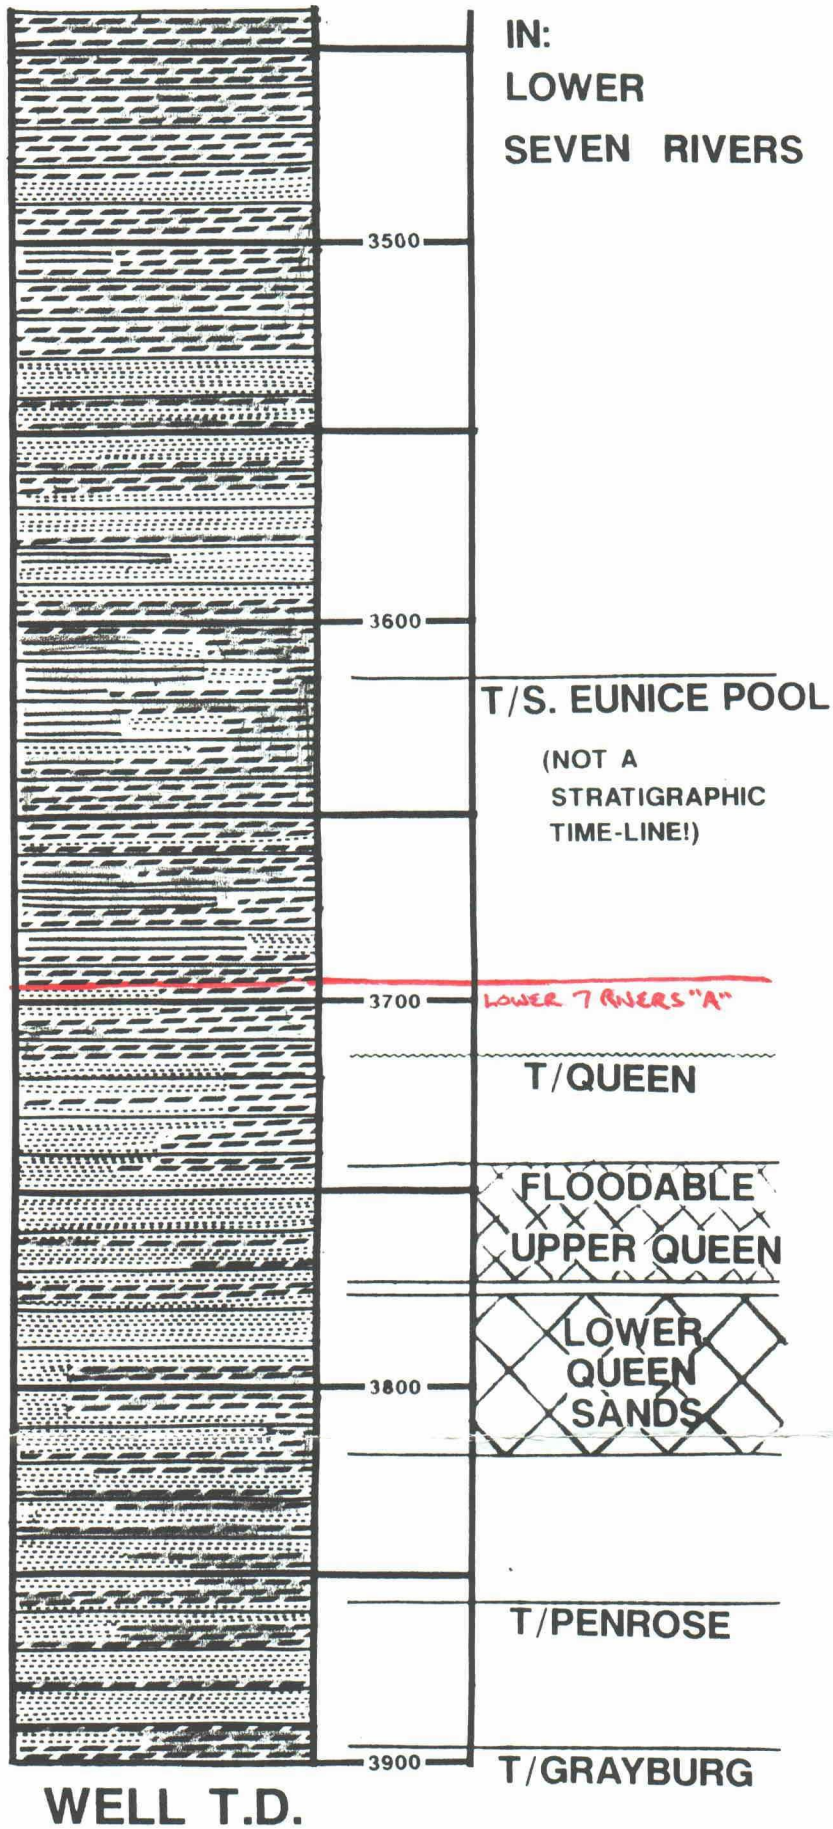 IN:
LOWER
SEVEN RIVERS
3500
3600
T/S. EUNICE POOL
(NOT A
STRATIGRAPHIC
TIME-LINE!)
3700
LOWER 7 RIVERS "A"
T/QUEEN
FLOODABLE
UPPER QUEEN
LOWER
QUEEN
SANDS
3800
T/PENROSE
3900
T/GRAYBURG
WELL T.D.